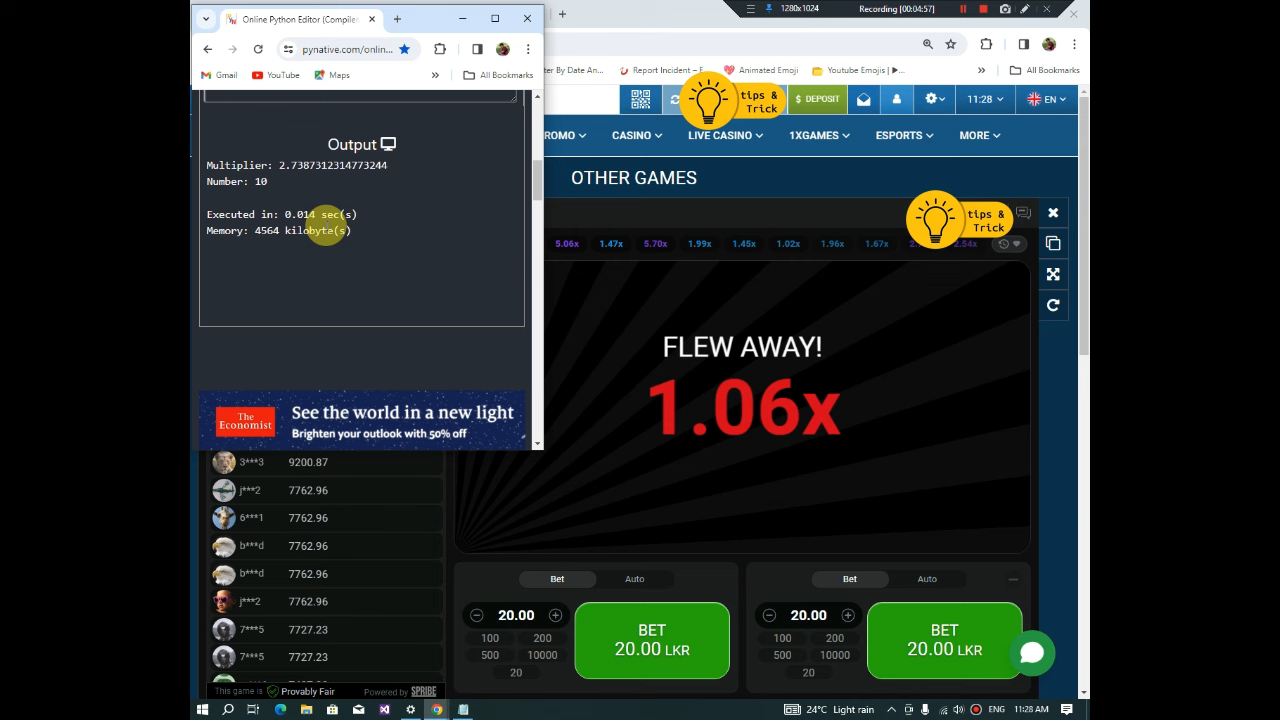 Online Python Editor (Compiler
1280x1024
Recording [04:57]
pynative.com/onlin...
Gmail
YouTube
Maps
All Bookmarks
By Date An...
Report Incident – F
Animated Emoji
Youtube Emojis | ►...
All Bookmarks
tips &
Trick
$ DEPOSIT
11:28
EN
ROMO
CASINO
LIVE CASINO
1XGAMES
ESPORTS
MORE
Output
Multiplier: 2.7387312314773244
Number: 10
Executed in: 0.014 sec(s)
Memory: 4564 kilobyte(s)
OTHER GAMES
tips &
Trick
5.06x
1.47x
5.70x
1.99x
1.45x
1.02x
1.96x
1.67x
2.54x
FLEW AWAY!
1.06x
The
Economist
See the world in a new light
Brighten your outlook with 50% off
3***3 9200.87
j***2 7762.96
6***1 7762.96
b***d 7762.96
b***d 7762.96
j***2 7762.96
7***5 7727.23
7***5 7727.23
This game is Provably Fair
Powered by SPRIBE
Bet Auto
20.00
100 200
500 10000
20
BET
20.00 LKR
Bet Auto
20.00
100 200
500 10000
20
BET
20.00 LKR
24°C Light rain
ENG
11:28 AM